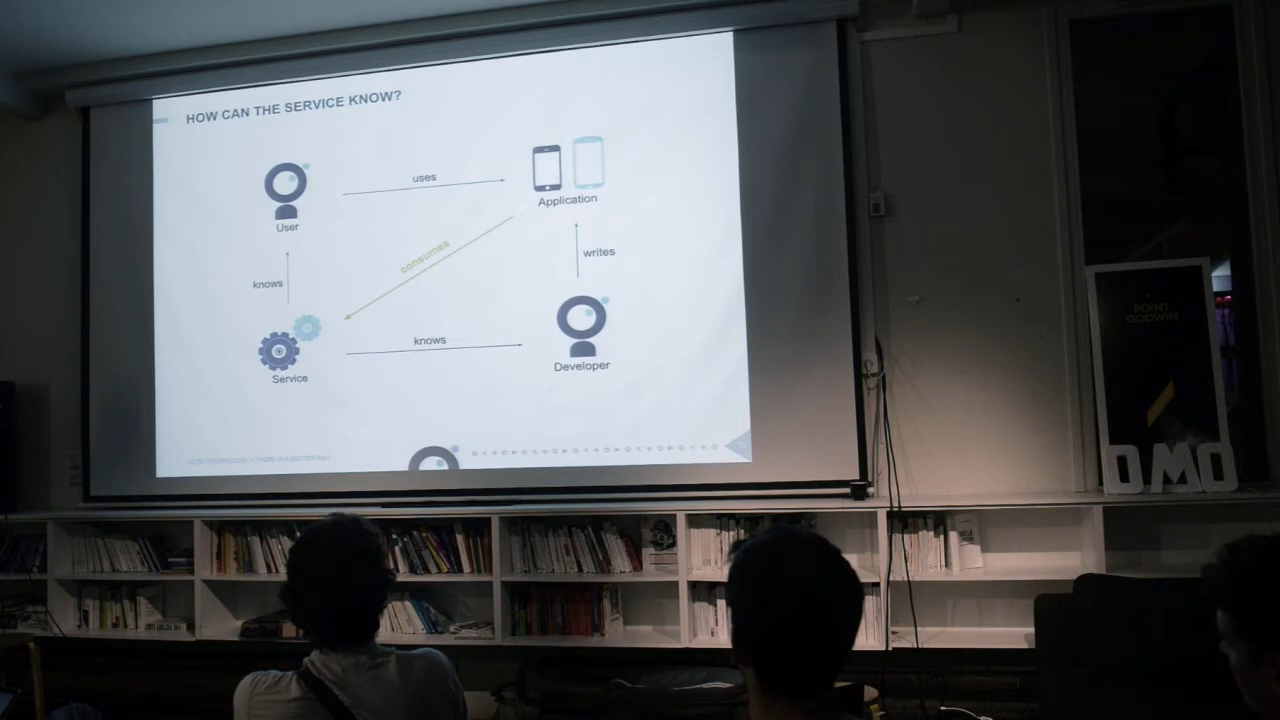 HOW CAN THE SERVICE KNOW?
uses
User
Application
consumes
writes
knows
knows
Service
Developer
POINT
GODWIN
OMO